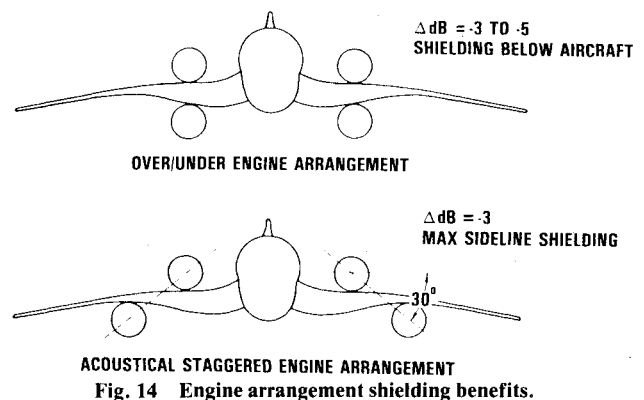 ΔdB = -3 TO -5
SHIELDING BELOW AIRCRAFT
OVER/UNDER ENGINE ARRANGEMENT
ΔdB = -3
MAX SIDELINE SHIELDING
30°
ACOUSTICAL STAGGERED ENGINE ARRANGEMENT
Fig. 14 Engine arrangement shielding benefits.